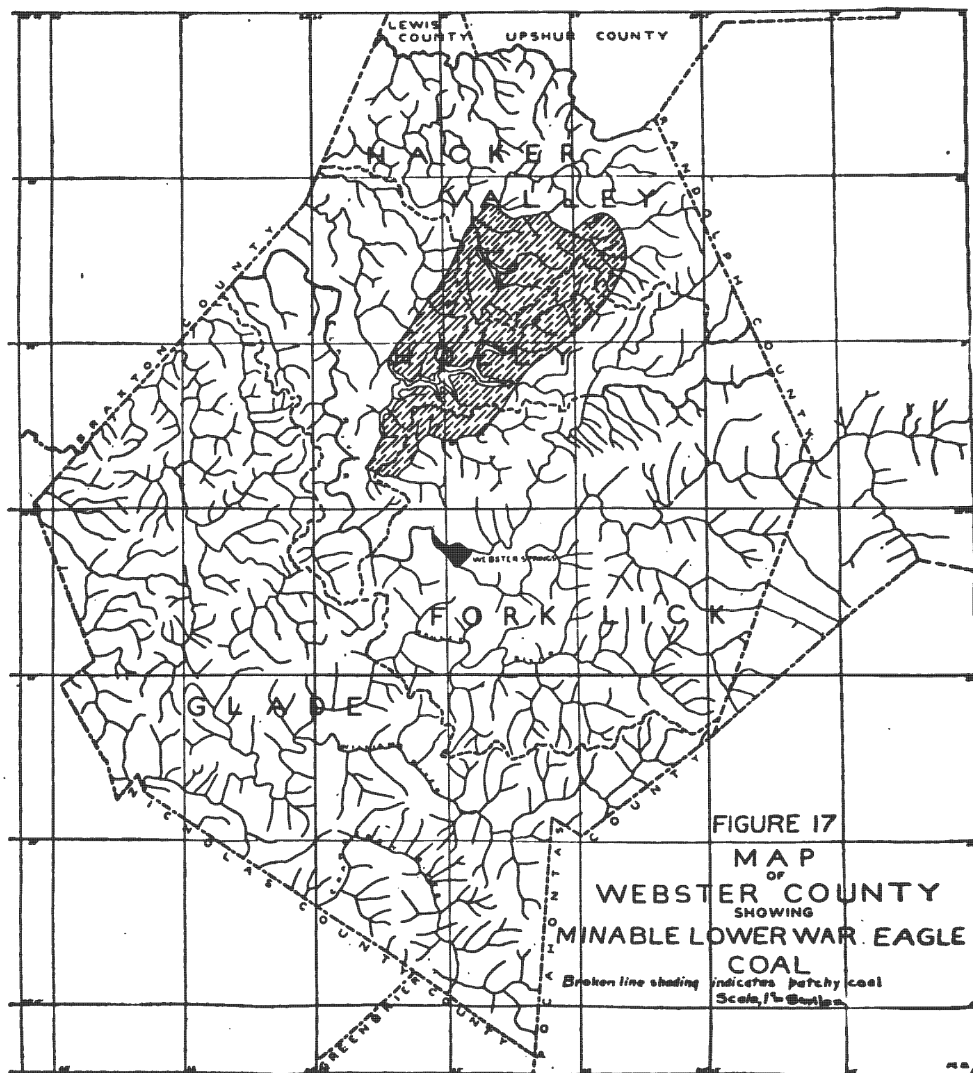 LEWIS COUNTY
UPSHUR COUNTY
HACKER
VALLEY
RANDOLPH COUNTY
BRAXTON COUNTY
HOLLY
WEBSTER SPRINGS
FORK LICK
GLADE
NICHOLAS COUNTY
GREENBRIER COUNTY
POCAHONTAS COUNTY
FIGURE 17
MAP
OF
WEBSTER COUNTY
SHOWING
MINABLE LOWER WAR EAGLE
COAL
Broken line shading indicates patchy coal
Scale, 1"=